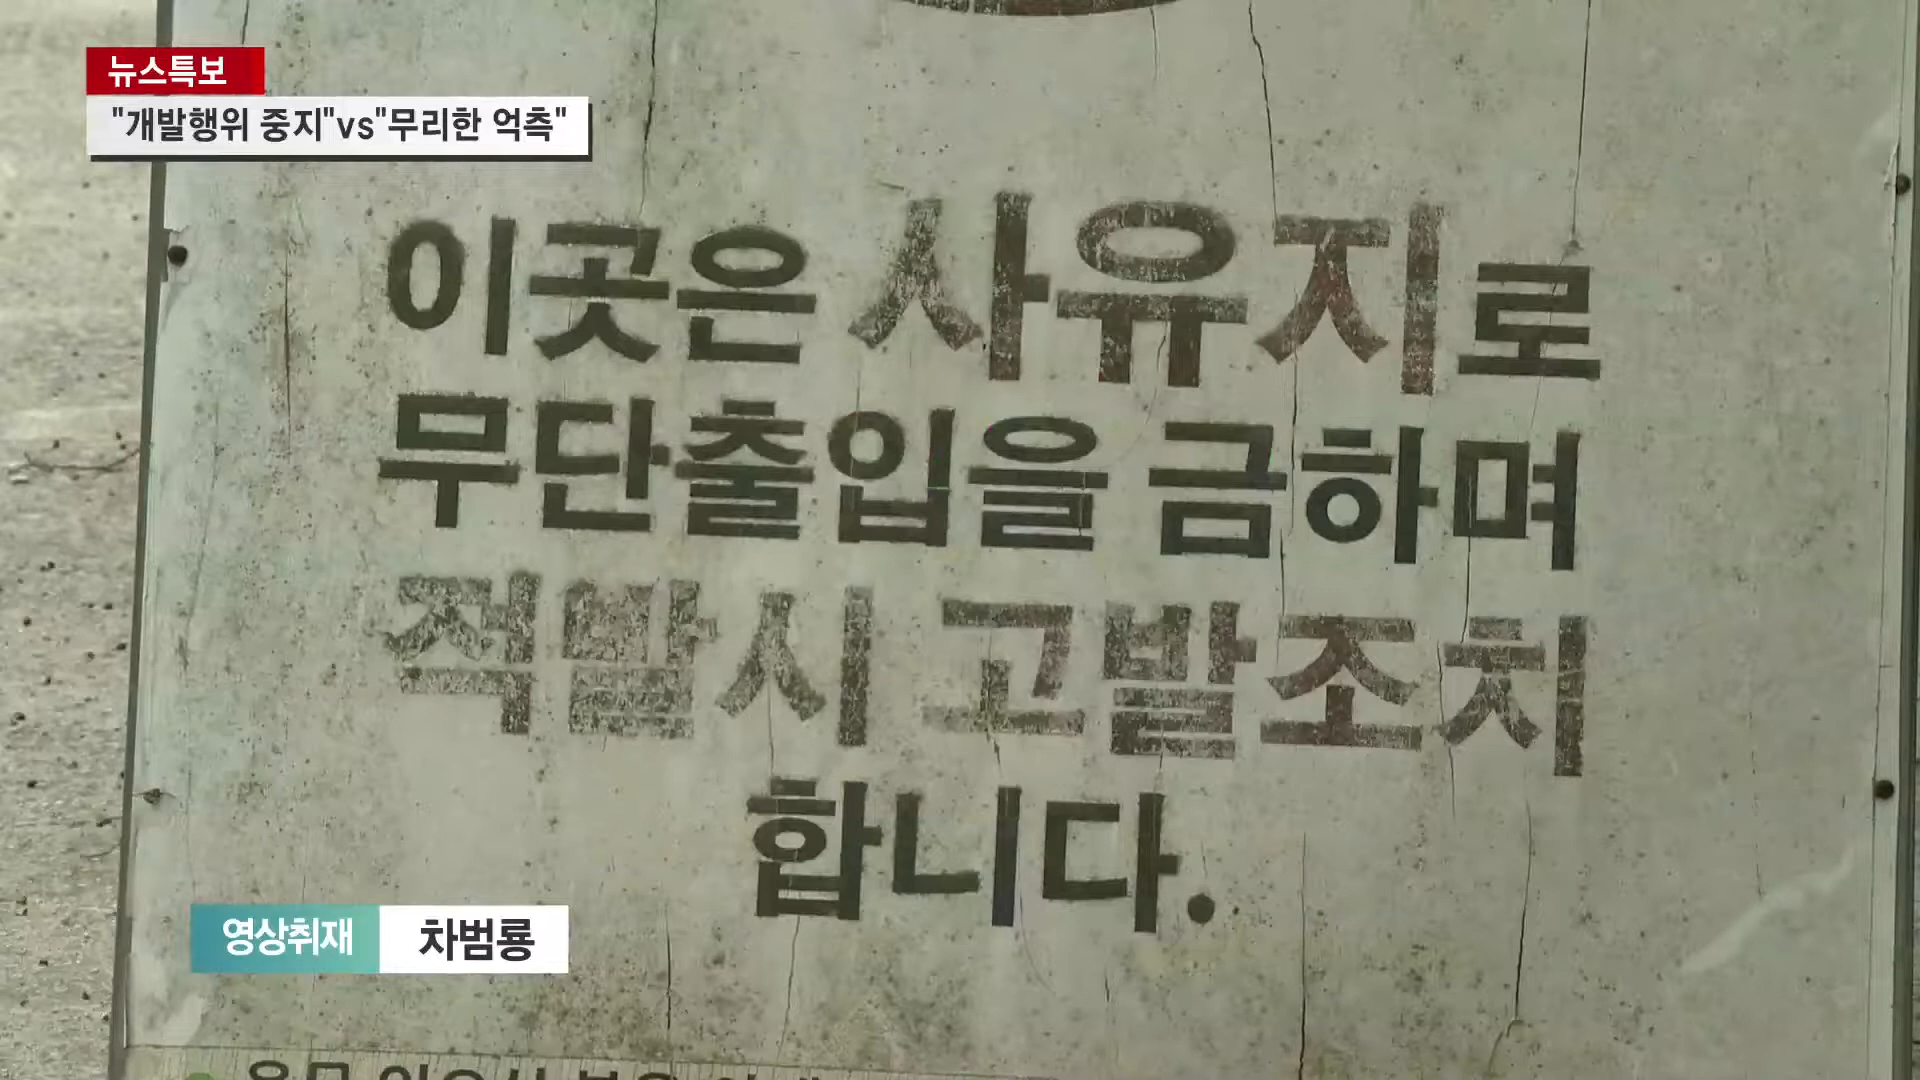 뉴스특보
"개발행위 중지"vs"무리한 억측"
이곳은 사유지로
무단출입을 금하며
적발시 고발조치
합니다.
영상취재 차범룡